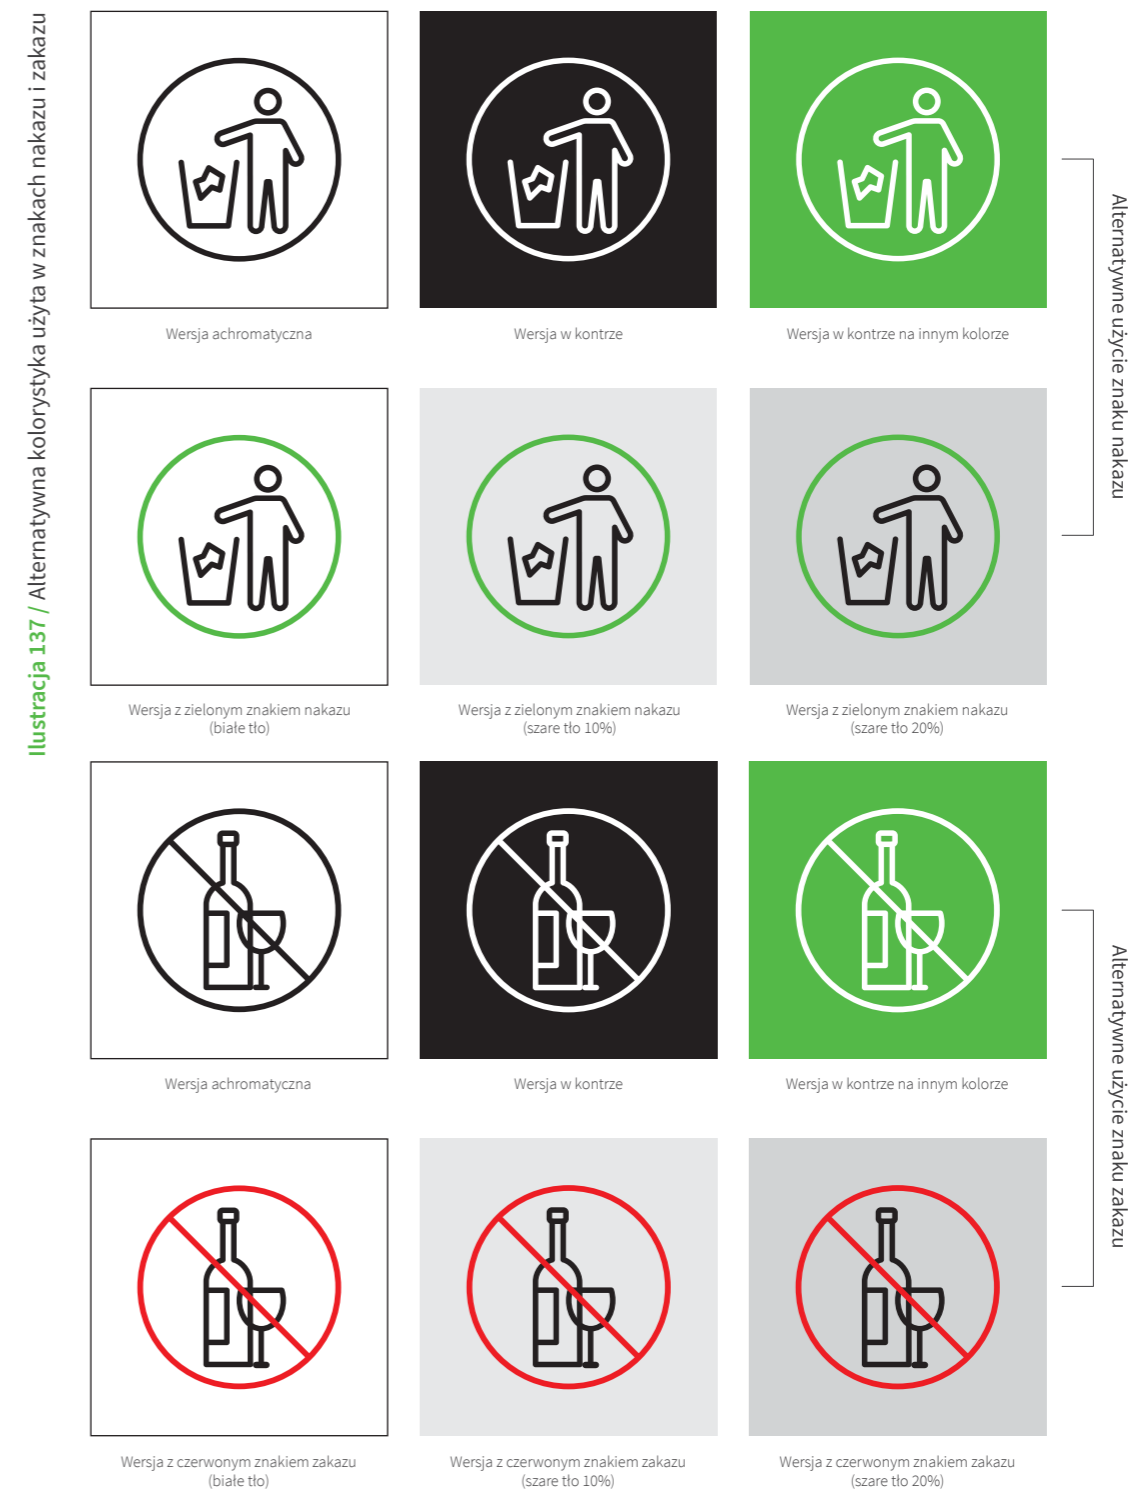 Ilustracja 137 / Alternatywna kolorystyka użyta w znakach nakazu i zakazu
Wersja achromatyczna
Wersja w kontrze
Wersja w kontrze na innym kolorze
Alternatywne użycie znaku nakazu
Wersja z zielonym znakiem nakazu
(białe tło)
Wersja z zielonym znakiem nakazu
(szare tło 10%)
Wersja z zielonym znakiem nakazu
(szare tło 20%)
Wersja achromatyczna
Wersja w kontrze
Wersja w kontrze na innym kolorze
Alternatywne użycie znaku zakazu
Wersja z czerwonym znakiem zakazu
(białe tło)
Wersja z czerwonym znakiem zakazu
(szare tło 10%)
Wersja z czerwonym znakiem zakazu
(szare tło 20%)